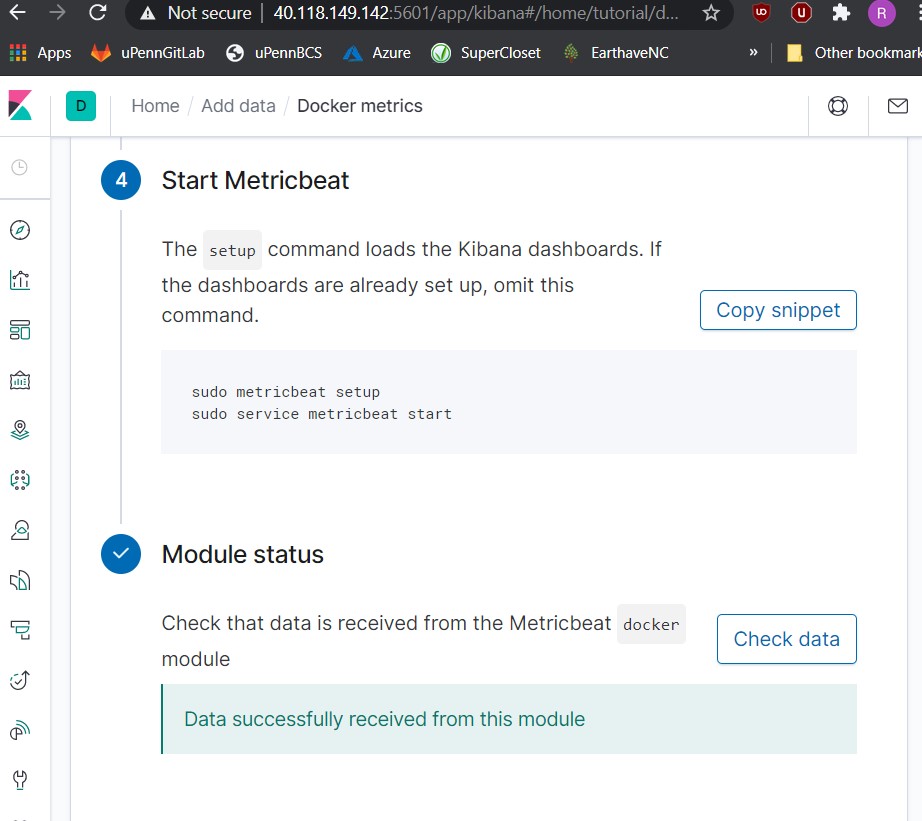 Not secure | 40.118.149.142:5601/app/kibana#/home/tutorial/d...
UD
U
R
Apps uPennGitLab uPennBCS Azure SuperCloset EarthaveNC » Other bookmark
D Home / Add data / Docker metrics
4 Start Metricbeat
The setup command loads the Kibana dashboards. If
the dashboards are already set up, omit this
command.
Copy snippet
sudo metricbeat setup
sudo service metricbeat start
Module status
Check that data is received from the Metricbeat docker
module
Check data
Data successfully received from this module